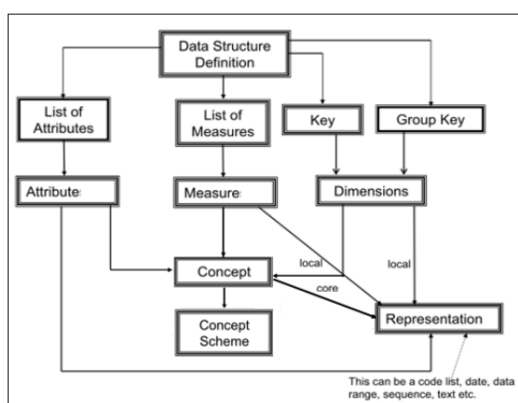 Data Structure
Definition
List of
Attributes
List of
Measures
Key
Group Key
Attribute
Measure
Dimensions
local
local
Concept
core
Representation
Concept
Scheme
This can be a code list, date, data
range, sequence, text etc.